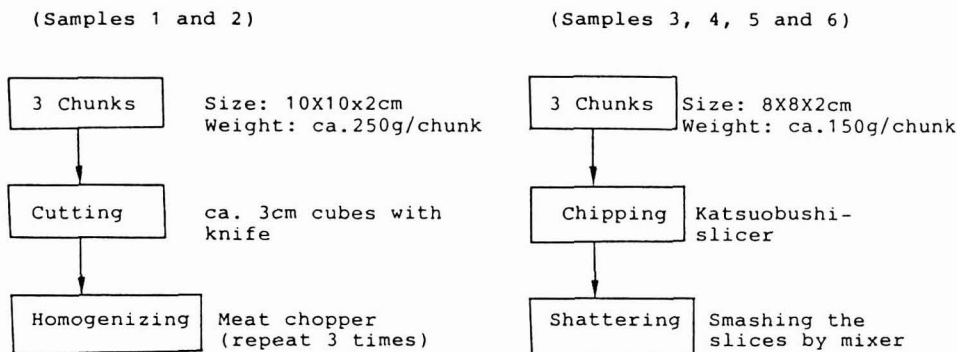 (Samples 1 and 2)
3 Chunks
Size: 10X10x2cm
Weight: ca.250g/chunk
Cutting
ca. 3cm cubes with
knife
Homogenizing
Meat chopper
(repeat 3 times)
(Samples 3, 4, 5 and 6)
3 Chunks
Size: 8X8X2cm
Weight: ca.150g/chunk
Chipping
Katsuobushi-
slicer
Shattering
Smashing the
slices by mixer